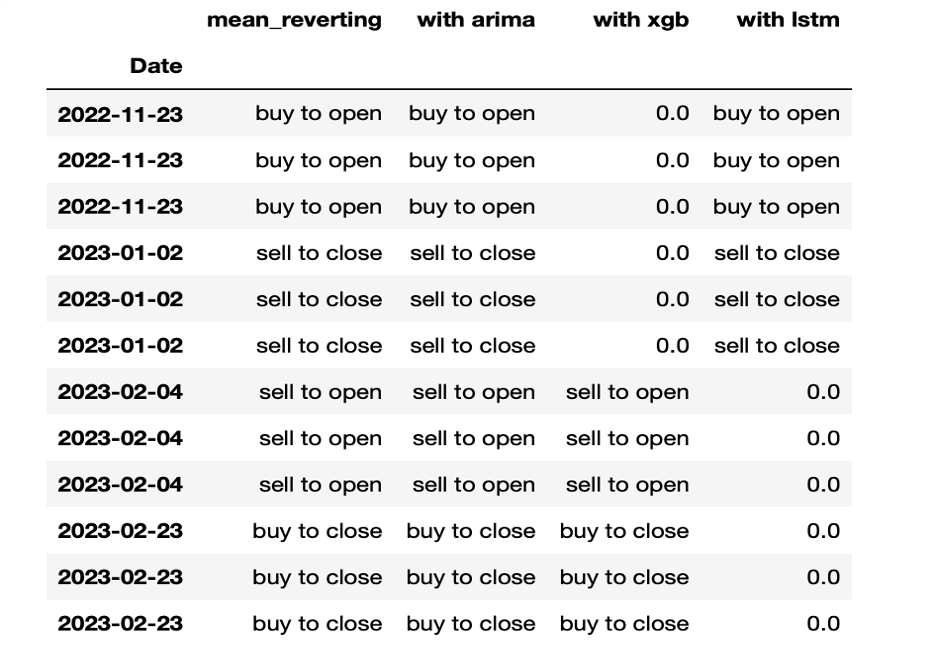 mean_reverting with arima with xgb with lstm
Date
2022-11-23 buy to open buy to open 0.0 buy to open
2022-11-23 buy to open buy to open 0.0 buy to open
2022-11-23 buy to open buy to open 0.0 buy to open
2023-01-02 sell to close sell to close 0.0 sell to close
2023-01-02 sell to close sell to close 0.0 sell to close
2023-01-02 sell to close sell to close 0.0 sell to close
2023-02-04 sell to open sell to open sell to open 0.0
2023-02-04 sell to open sell to open sell to open 0.0
2023-02-04 sell to open sell to open sell to open 0.0
2023-02-23 buy to close buy to close buy to close 0.0
2023-02-23 buy to close buy to close buy to close 0.0
2023-02-23 buy to close buy to close buy to close 0.0